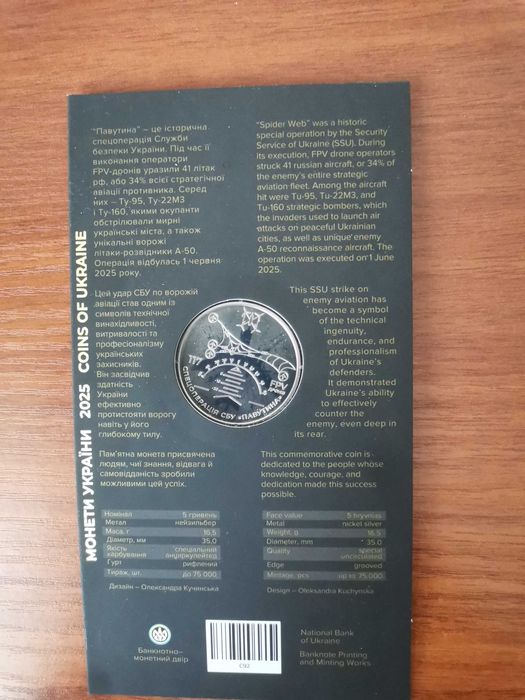 МОНЕТИ УКРАЇНИ 2025 COINS OF UKRAINE
"Павутина" – це історична
спецоперація Служби
безпеки України. Під час її
виконання оператори
FPV-дронів уразили 41 літак
рф, або 34% всієї стратегічної
авіації противника. Серед
них – Ту-95, Ту-22М3
і Ту-160, якими окупанти
обстрілювали мирні
українські міста, а також
унікальні ворожі
літаки-розвідники А-50.
Операція відбулась 1 червня
2025 року.
Цей удар СБУ по ворожій
авіації став одним із
символів технічної
винахідливості,
витривалості та
професіоналізму
українських
захисників.
Він засвідчив
здатність
України
ефективно
протистояти ворогу
навіть у його
глибокому тилу.
Пам'ятна монета присвячена
людям, чиї знання, відвага й
самовідданість зробили
можливими цей успіх.
Номінал 5 гривень
Метал нейзильбер
Маса, г 16,5
Діаметр, мм 35,0
Якість карбування спеціальний анциркулейтед
Гурт рифлений
Тираж, шт. до 75 000
Дизайн – Олександра Кучинська
Банкнотно-
монетний двір
"Spider Web" was a historic
special operation by the Security
Service of Ukraine (SSU). During
its execution, FPV drone operators
struck 41 russian aircraft, or 34% of
the enemy's entire strategic
aviation fleet. Among the aircraft
hit were Tu-95, Tu-22M3, and
Tu-160 strategic bombers, which
the invaders used to launch air
attacks on peaceful Ukrainian
cities, as well as unique enemy
A-50 reconnaissance aircraft. The
operation was executed on 1 June
2025.
This SSU strike on
enemy aviation has
become a symbol
of the technical
ingenuity,
endurance, and
professionalism
of Ukraine's
defenders.
It demonstrated
Ukraine's ability
to effectively
counter the
enemy, even deep in
its rear.
This commemorative coin is
dedicated to the people whose
knowledge, courage, and
dedication made this success
possible.
Face value 5 hryvnias
Metal nickel silver
Weight, g 16.5
Diameter, mm 35.0
Quality special uncirculated
Edge grooved
Mintage, pcs up to 75,000
Design – Oleksandra Kuchynska
National Bank
of Ukraine
Banknote Printing
and Minting Works
117
FPV
дрони
СПЕЦОПЕРАЦІЯ СБУ «ПАВУТИНА»
C92